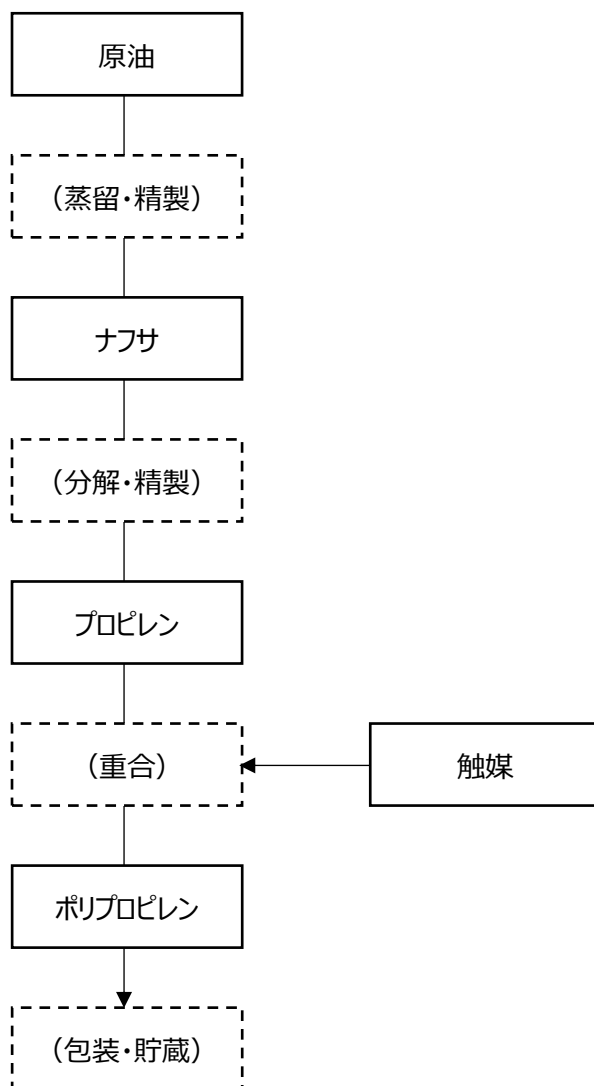 原油
（蒸留・精製）
ナフサ
（分解・精製）
プロピレン
（重合）
触媒
ポリプロピレン
（包装・貯蔵）